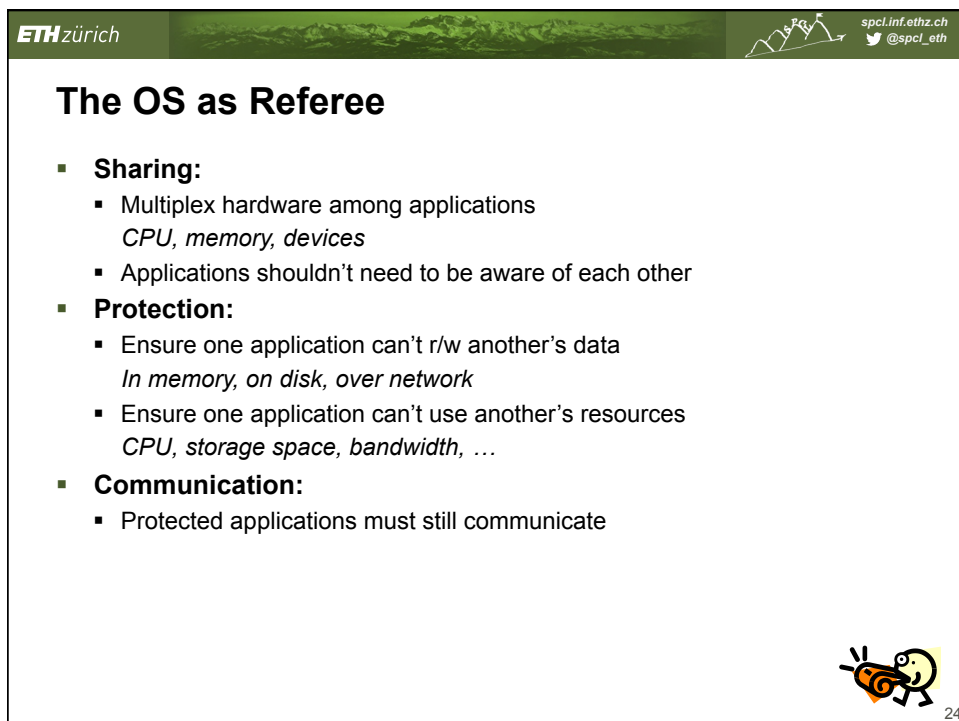 ETH zürich
SPCL
spcl.inf.ethz.ch
@spcl_eth
The OS as Referee
Sharing:
Multiplex hardware among applications
CPU, memory, devices
Applications shouldn’t need to be aware of each other
Protection:
Ensure one application can’t r/w another’s data
In memory, on disk, over network
Ensure one application can’t use another’s resources
CPU, storage space, bandwidth, …
Communication:
Protected applications must still communicate
24